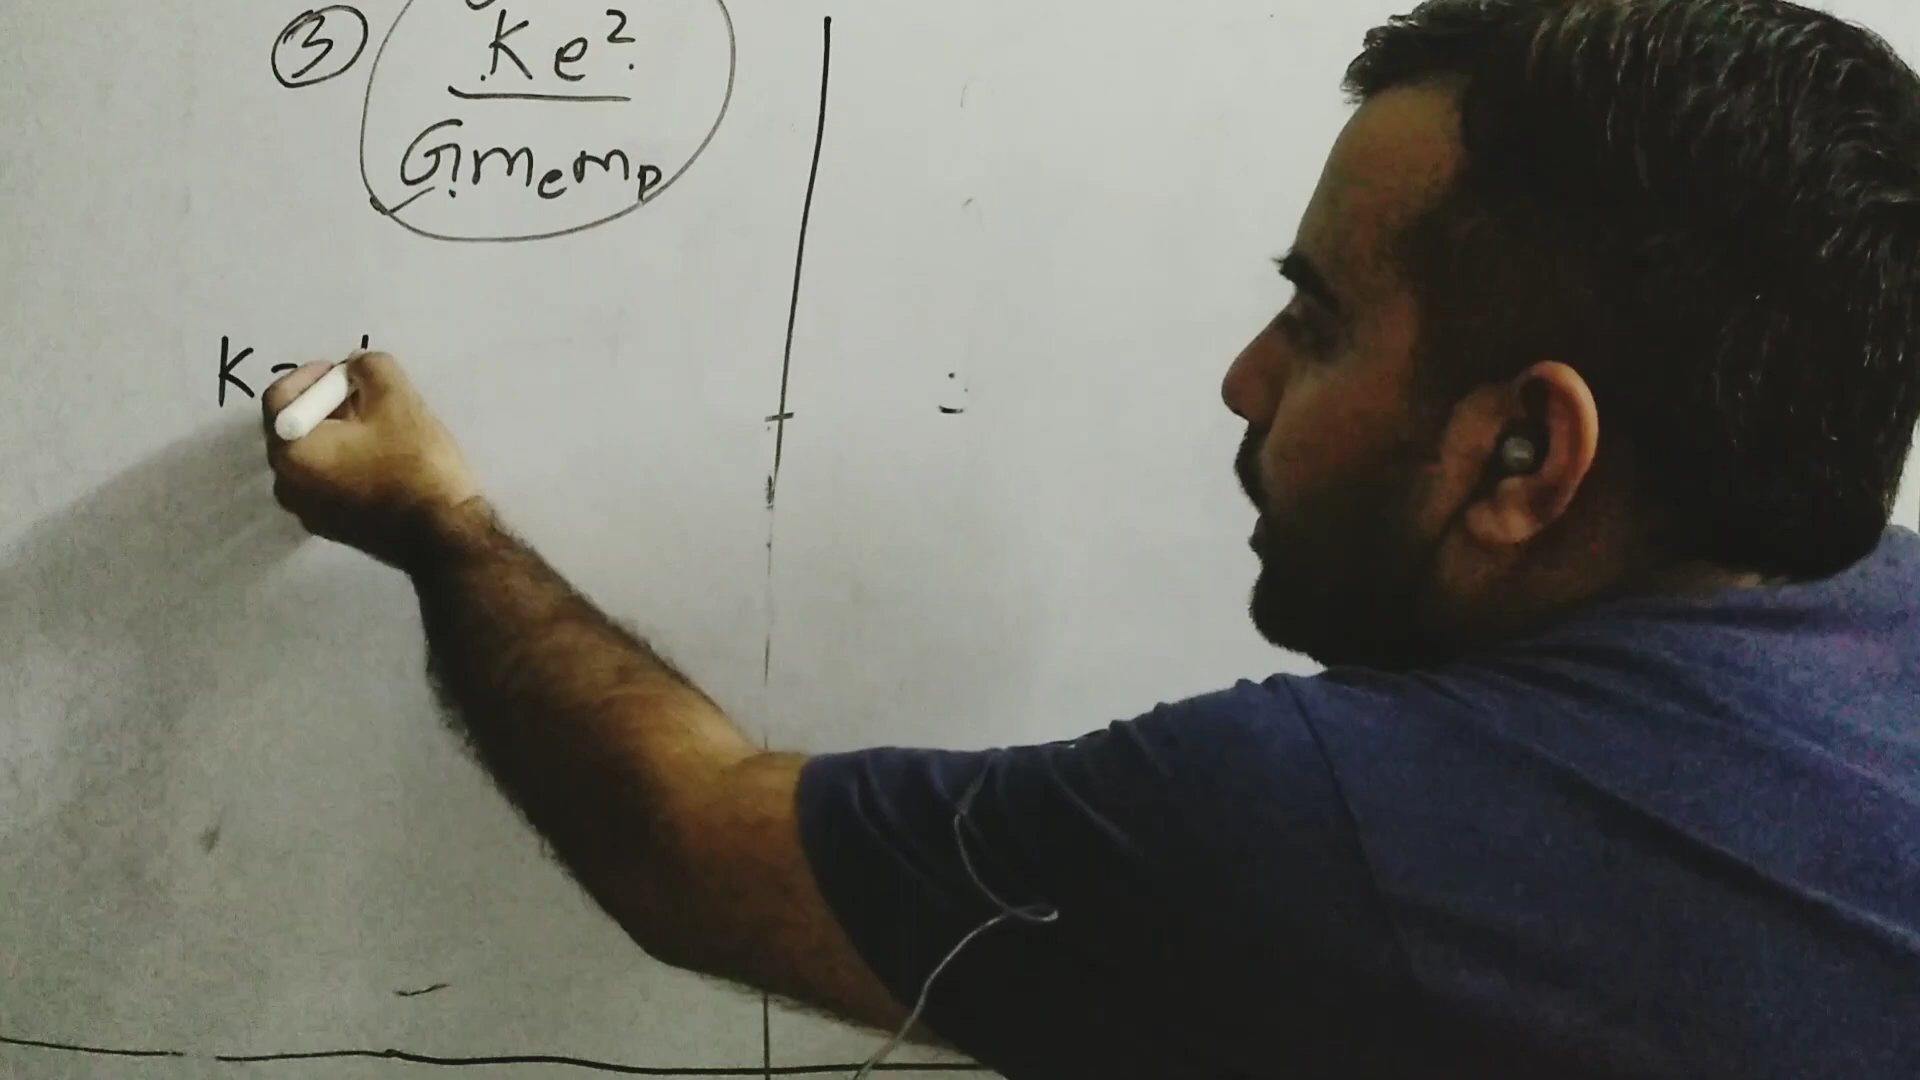 ③ Ke²
Gmₑmₚ
K =